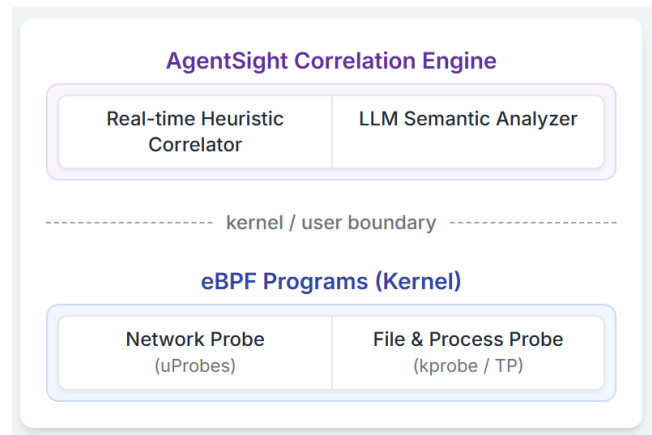 AgentSight Correlation Engine
Real-time Heuristic
Correlator
LLM Semantic Analyzer
kernel / user boundary
eBPF Programs (Kernel)
Network Probe
(uProbes)
File & Process Probe
(kprobe / TP)